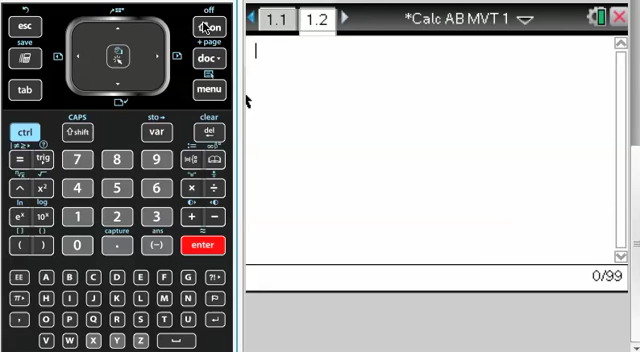 off
esc
on
save
+ page
doc
tab
menu
CAPS
sto
clear
ctrl
shift
var
del
=
trig
7
8
9
^
x²
4
5
6
×
÷
ln
log
eˣ
10ˣ
1
2
3
+
−
{ }
[ ]
capture
ans
≈
(
)
0
.
(−)
enter
EE
A
B
C
D
E
F
G
?!
π
H
I
J
K
L
M
N
,
O
P
Q
R
S
T
U
V
W
X
Y
Z
1.1
1.2
*Calc AB MVT 1
0/99